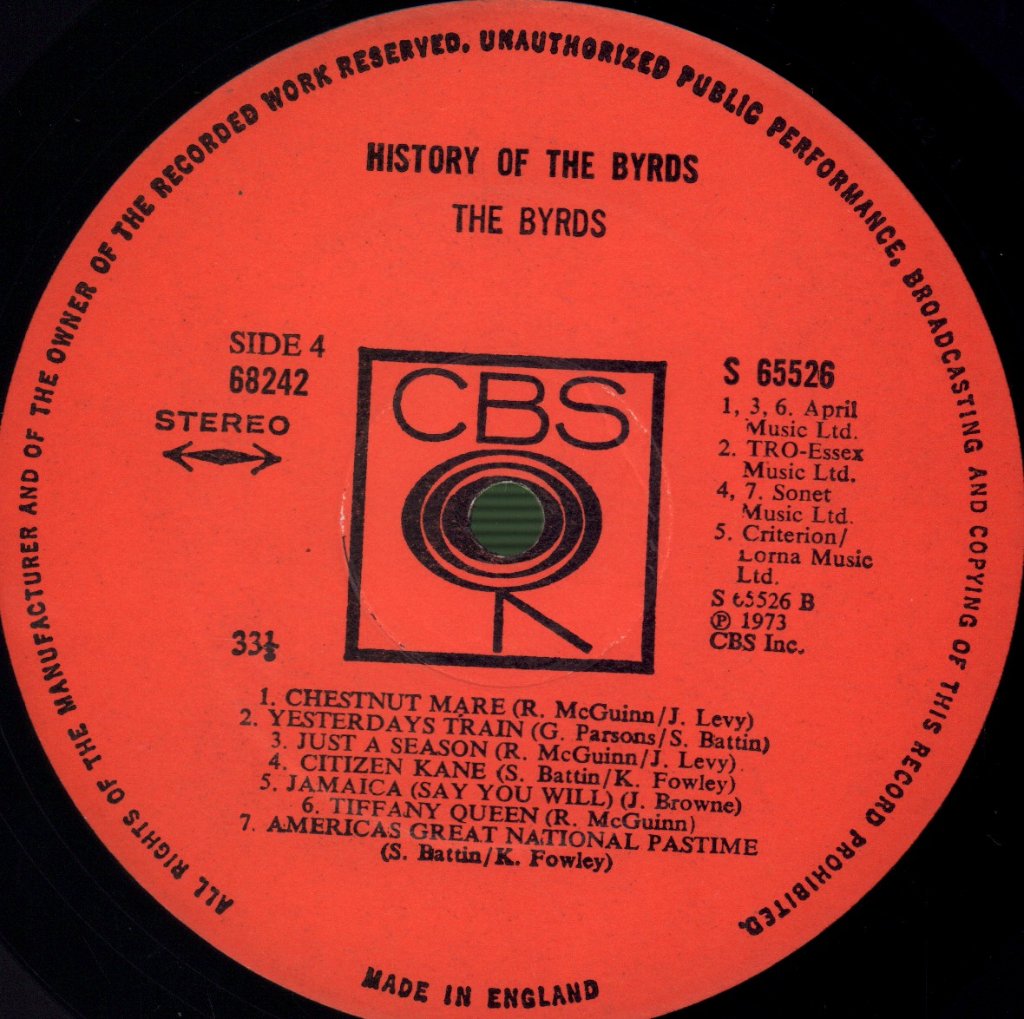 ALL RIGHTS OF THE MANUFACTURER AND OF THE OWNER OF THE RECORDED WORK RESERVED. UNAUTHORIZED PUBLIC PERFORMANCE, BROADCASTING AND COPYING OF THIS RECORD PROHIBITED.
HISTORY OF THE BYRDS
THE BYRDS
SIDE 4
68242
STEREO
CBS
S 65526
1, 3, 6. April
Music Ltd.
2. TRO-Essex
Music Ltd.
4, 7. Sonet
Music Ltd.
5. Criterion/
Lorna Music
Ltd.
S 65526 B
℗ 1973
CBS Inc.
33⅓
1. CHESTNUT MARE (R. McGuinn/J. Levy)
2. YESTERDAYS TRAIN (G. Parsons/S. Battin)
3. JUST A SEASON (R. McGuinn/J. Levy)
4. CITIZEN KANE (S. Battin/K. Fowley)
5. JAMAICA (SAY YOU WILL) (J. Browne)
6. TIFFANY QUEEN (R. McGuinn)
7. AMERICAS GREAT NATIONAL PASTIME
(S. Battin/K. Fowley)
MADE IN ENGLAND